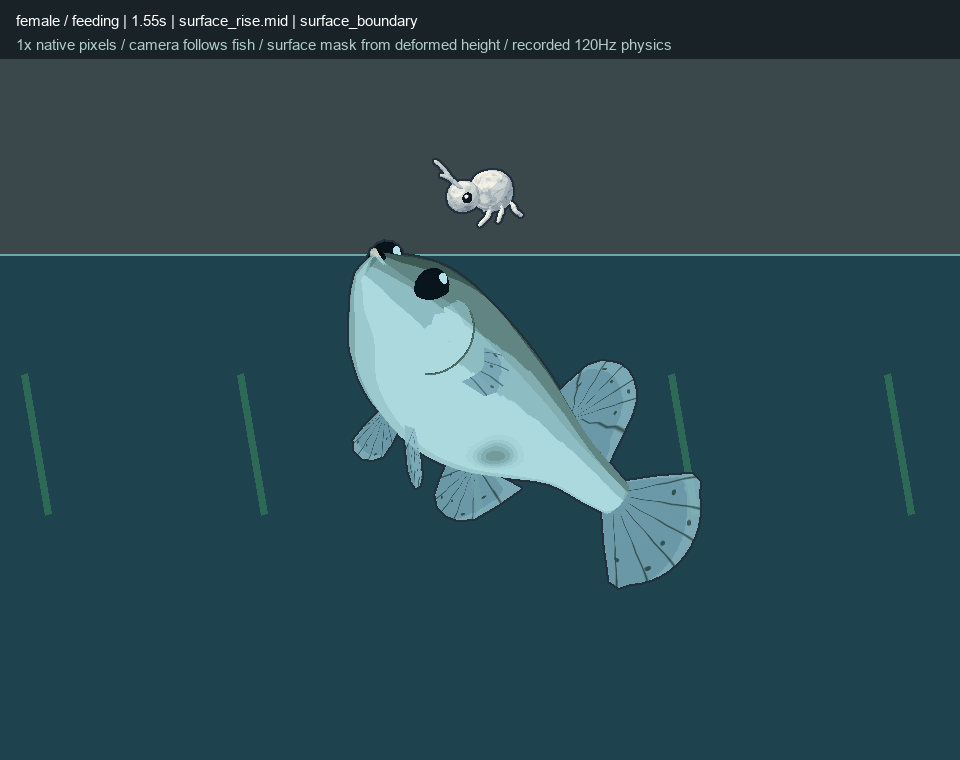 female / feeding | 1.55s | surface_rise.mid | surface_boundary
1x native pixels / camera follows fish / surface mask from deformed height / recorded 120Hz physics